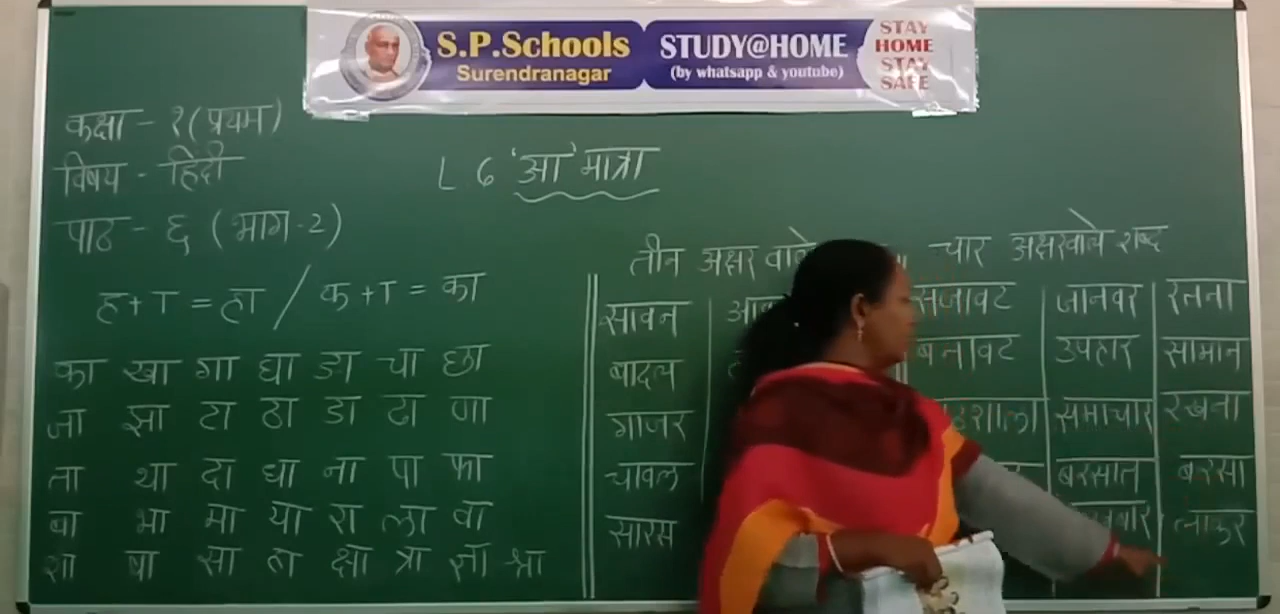 S.P.Schools
Surendranagar
STUDY@HOME
(by whatsapp & youtube)
STAY
HOME
STAY
SAFE
कक्षा - १ (प्रथम)
विषय - हिंदी
पाठ - ६ (भाग-2)
L 6 'आ' मात्रा
ह + ा = हा / क + ा = का
का खा गा घा ङा चा छा
जा झा टा ठा डा ढा णा
ता था दा धा ना पा फा
बा भा मा या रा ला वा
शा षा सा हा क्षा त्रा ज्ञा श्रा
तीन अक्षर वाले
सावन
बादल
गाजर
चावल
सारस
चार अक्षरवाले शब्द
सजावट जानवर रतना
बनावट उपहार सामान
समाचार रखना
बरसात बरसा